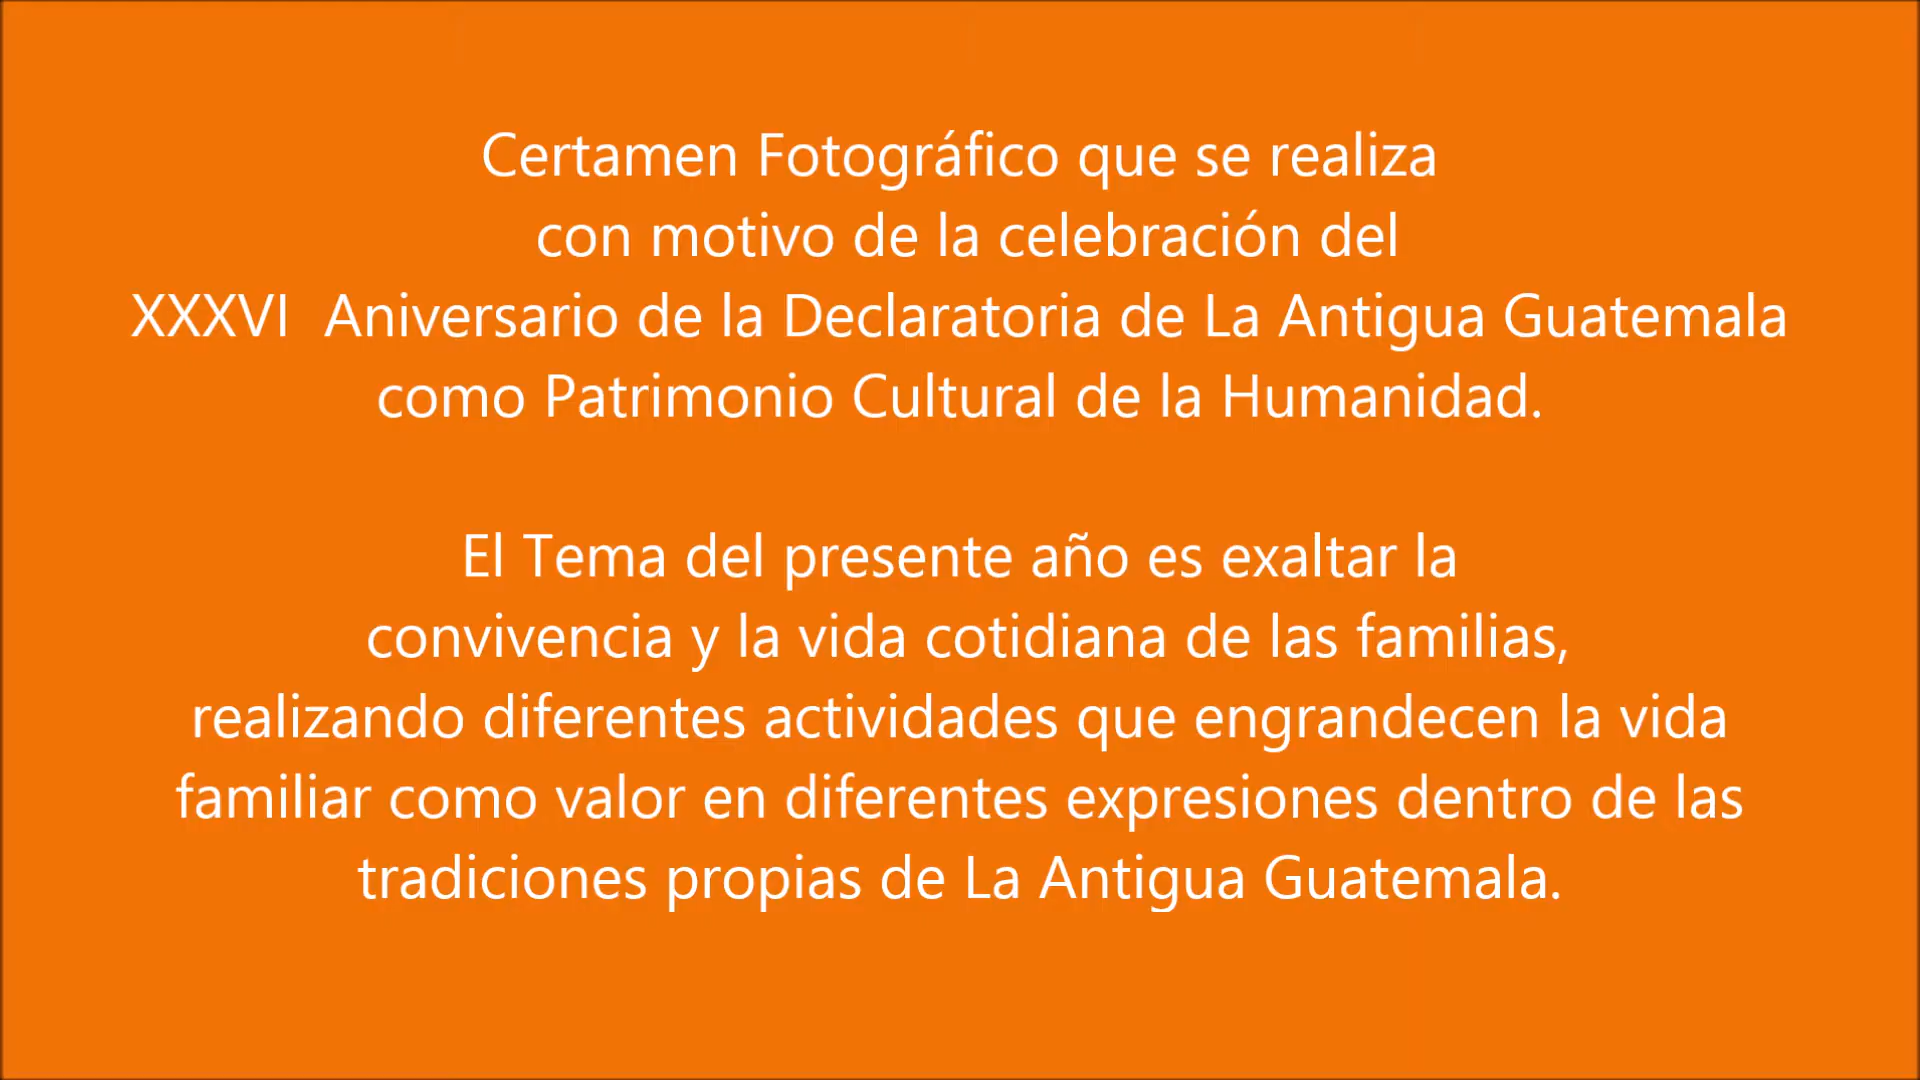 Certamen Fotográfico que se realiza
con motivo de la celebración del
XXXVI  Aniversario de la Declaratoria de La Antigua Guatemala
como Patrimonio Cultural de la Humanidad.
El Tema del presente año es exaltar la
convivencia y la vida cotidiana de las familias,
realizando diferentes actividades que engrandecen la vida
familiar como valor en diferentes expresiones dentro de las
tradiciones propias de La Antigua Guatemala.